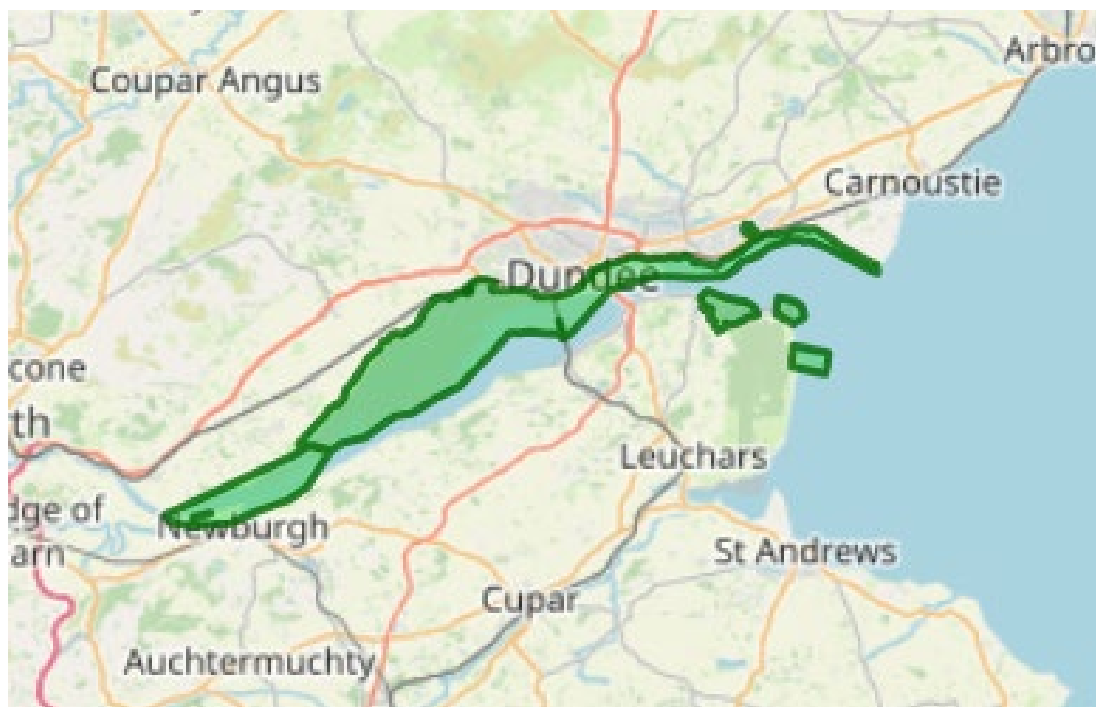 Arbro
Coupar Angus
Carnoustie
Dundee
cone
th
Leuchars
dge of
Newburgh
arn
St Andrews
Cupar
Auchtermuchty